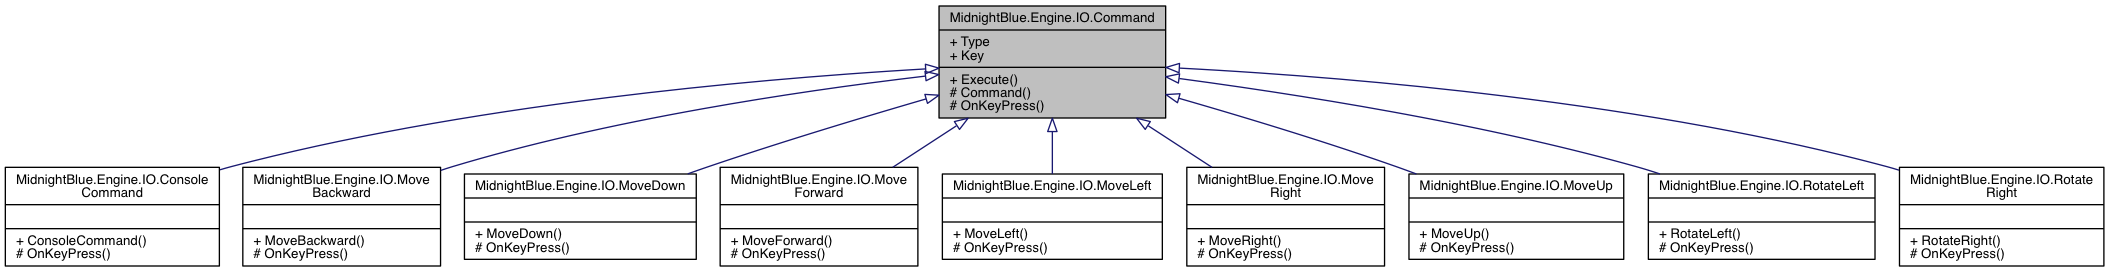 MidnightBlue.Engine.IO.Command
+ Type
+ Key
+ Execute()
# Command()
# OnKeyPress()
MidnightBlue.Engine.IO.Console
Command
+ ConsoleCommand()
# OnKeyPress()
MidnightBlue.Engine.IO.Move
Backward
+ MoveBackward()
# OnKeyPress()
MidnightBlue.Engine.IO.MoveDown
+ MoveDown()
# OnKeyPress()
MidnightBlue.Engine.IO.Move
Forward
+ MoveForward()
# OnKeyPress()
MidnightBlue.Engine.IO.MoveLeft
+ MoveLeft()
# OnKeyPress()
MidnightBlue.Engine.IO.Move
Right
+ MoveRight()
# OnKeyPress()
MidnightBlue.Engine.IO.MoveUp
+ MoveUp()
# OnKeyPress()
MidnightBlue.Engine.IO.RotateLeft
+ RotateLeft()
# OnKeyPress()
MidnightBlue.Engine.IO.Rotate
Right
+ RotateRight()
# OnKeyPress()